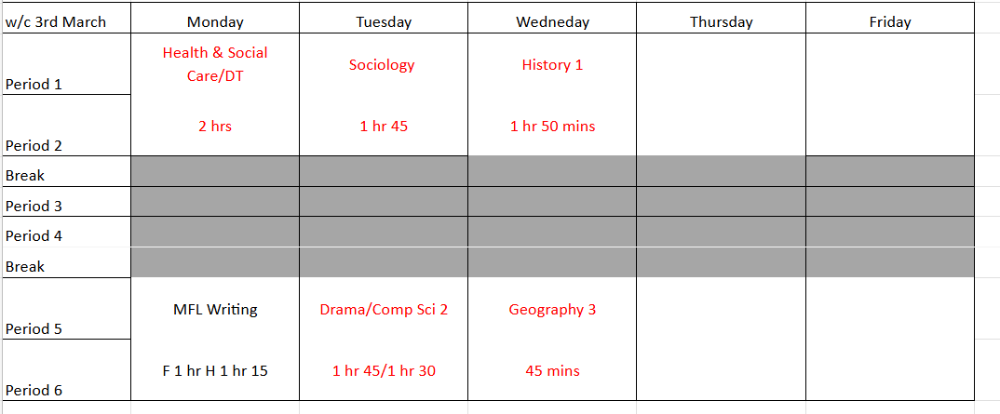 w/c 3rd March Monday Tuesday Wedneday Thursday Friday
Health & Social
Care/DT Sociology History 1
Period 1
2 hrs 1 hr 45 1 hr 50 mins
Period 2
Break
Period 3
Period 4
Break
MFL Writing Drama/Comp Sci 2 Geography 3
Period 5
F 1 hr H 1 hr 15 1 hr 45/1 hr 30 45 mins
Period 6